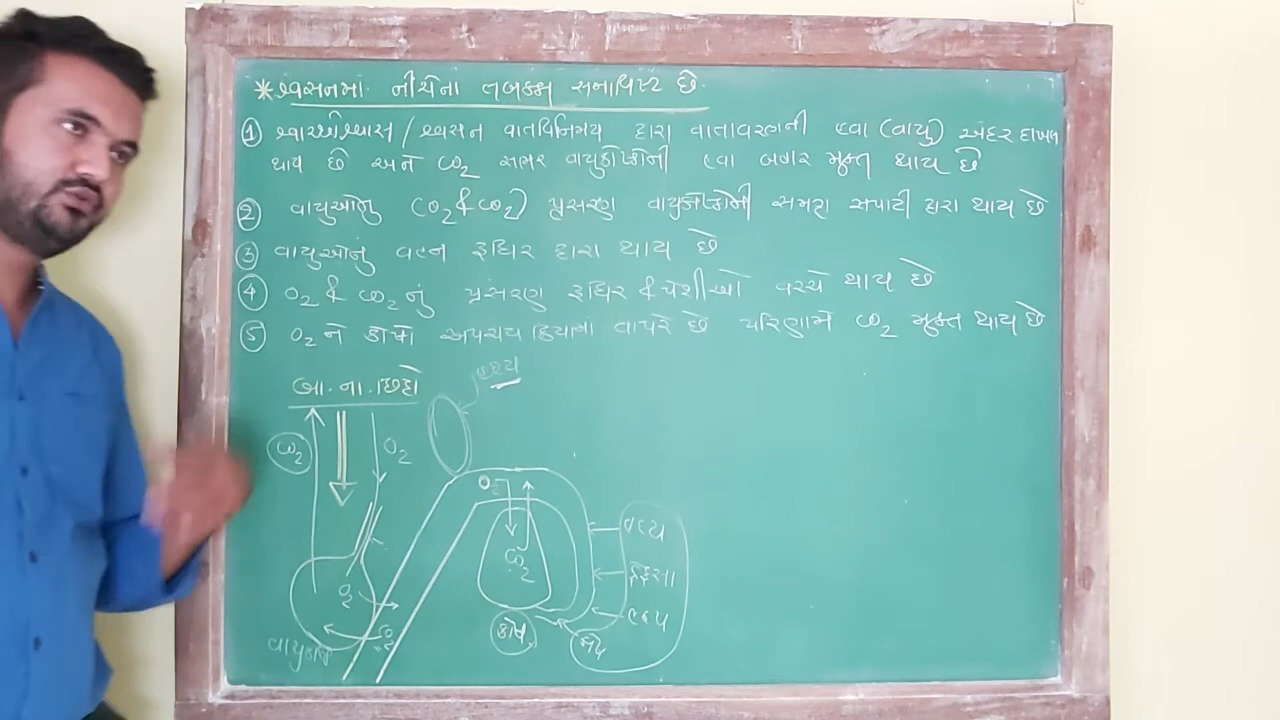 * શ્વસનમાં નીચેના તબક્કા સમાવિષ્ટ છે.
① શ્વાસોચ્છવાસ / શ્વસન વાતવિનિમય દ્વારા વાતાવરણની હવા (વાયુ) અંદર દાખલ
થાય છે અને CO2 સભર વાયુકોષ્ઠોની હવા બહાર મુક્ત થાય છે
② વાયુઓનું (O2 & CO2) પ્રસરણ વાયુકોષ્ઠોની સમગ્ર સપાટી દ્વારા થાય છે
③ વાયુઓનું વહન રૂધિર દ્વારા થાય છે
④ O2 & CO2 નું પ્રસરણ રૂધિર & પેશીઓ વચ્ચે થાય છે
⑤ O2 ને કોષો અપચય ક્રિયામાં વાપરે છે પરિણામે CO2 મુક્ત થાય છે
બા. ના. છિદ્રો
હૃદય
CO2
O2
O2
CO2
O2
CO2
કોષ
વાયુકોષ્ઠ